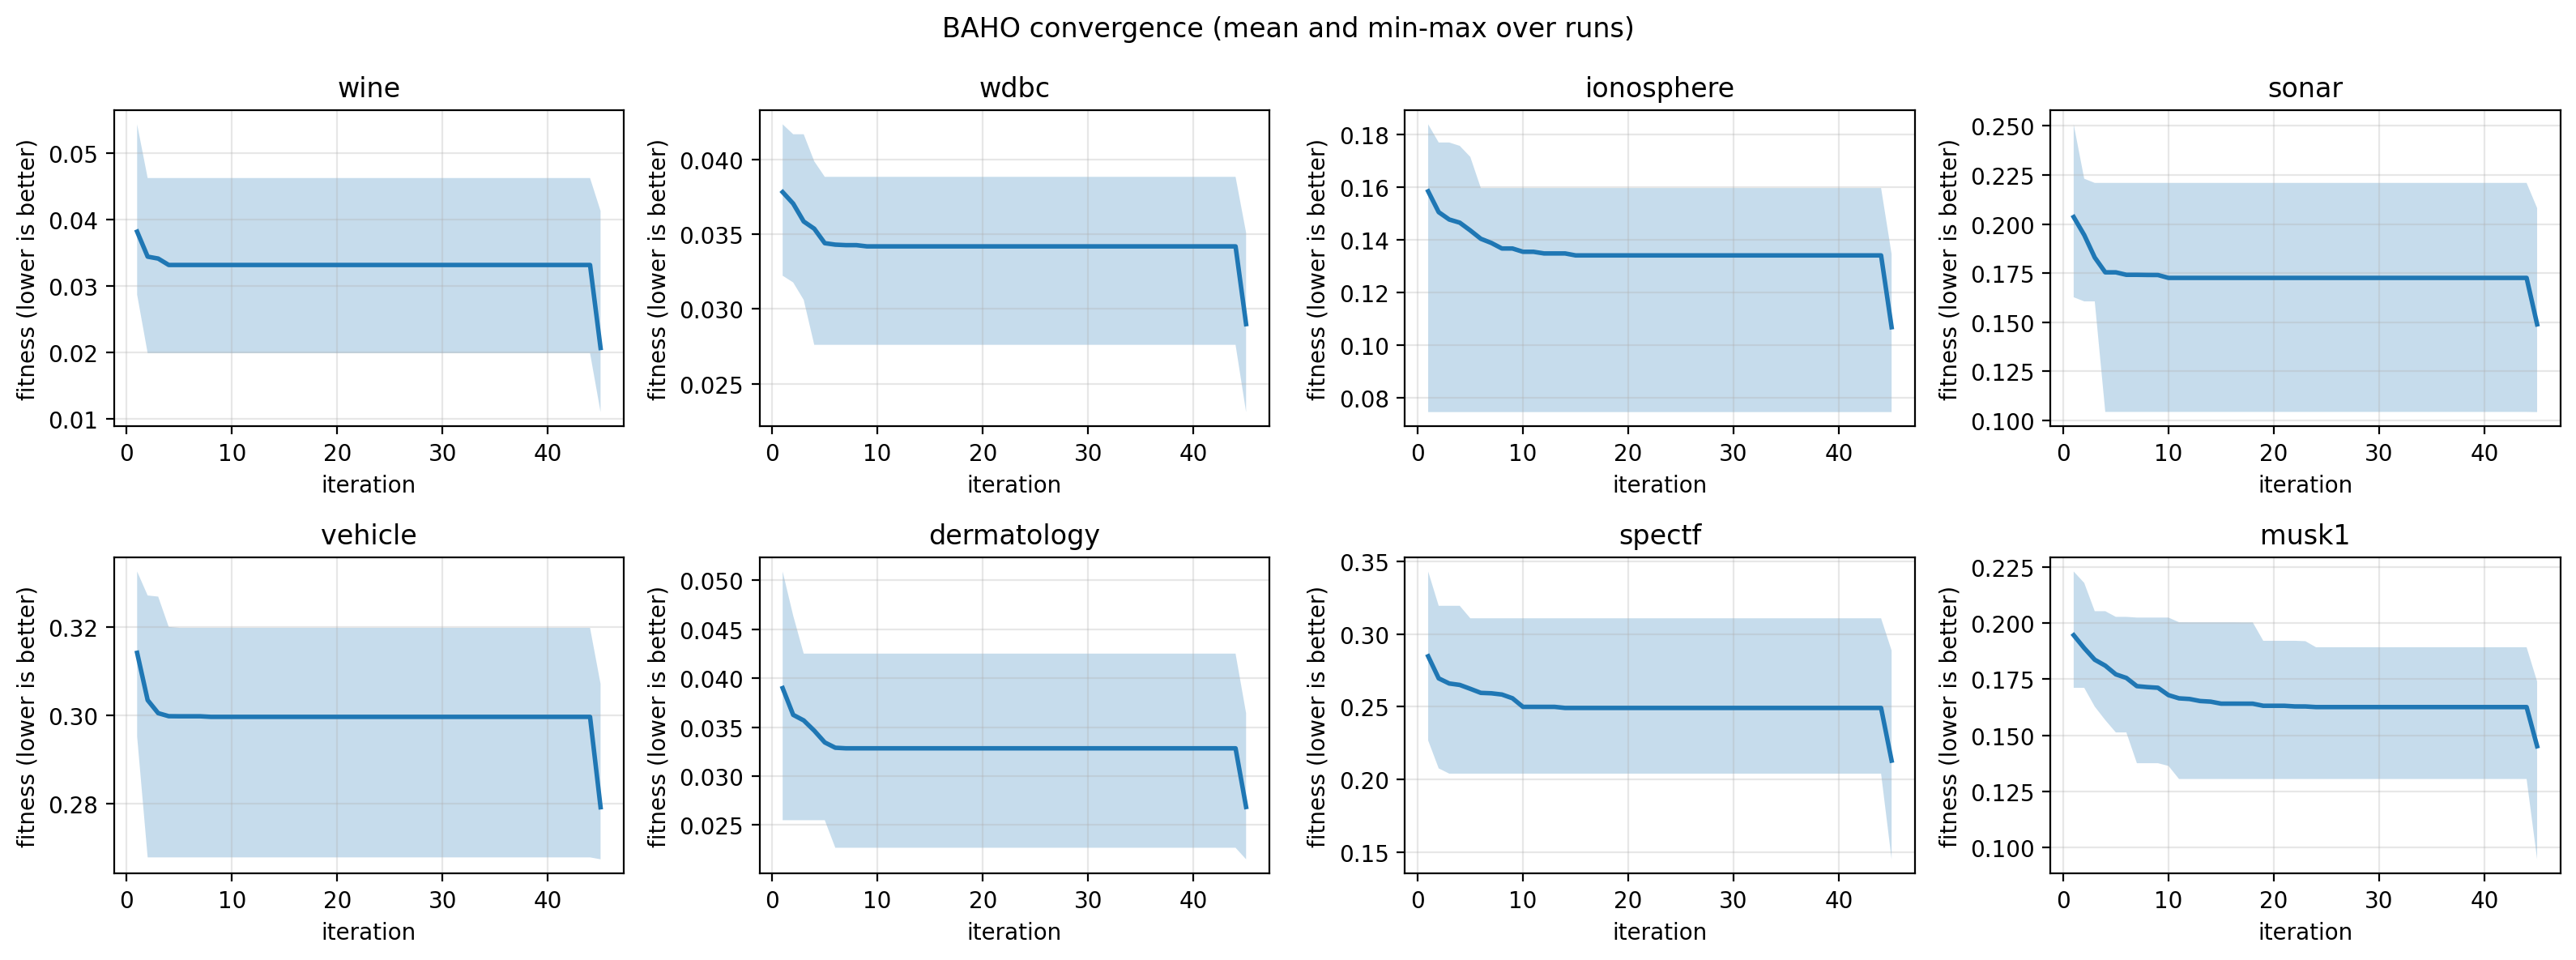 BAHO convergence (mean and min-max over runs)
wine
wdbc
ionosphere
sonar
fitness (lower is better)
0.05
0.04
0.03
0.02
0.01
0 10 20 30 40
iteration
fitness (lower is better)
0.040
0.035
0.030
0.025
0 10 20 30 40
iteration
fitness (lower is better)
0.18
0.16
0.14
0.12
0.10
0.08
0 10 20 30 40
iteration
fitness (lower is better)
0.250
0.225
0.200
0.175
0.150
0.125
0.100
0 10 20 30 40
iteration
vehicle
dermatology
spectf
musk1
fitness (lower is better)
0.32
0.30
0.28
0 10 20 30 40
iteration
fitness (lower is better)
0.050
0.045
0.040
0.035
0.030
0.025
0 10 20 30 40
iteration
fitness (lower is better)
0.35
0.30
0.25
0.20
0.15
0 10 20 30 40
iteration
fitness (lower is better)
0.225
0.200
0.175
0.150
0.125
0.100
0 10 20 30 40
iteration